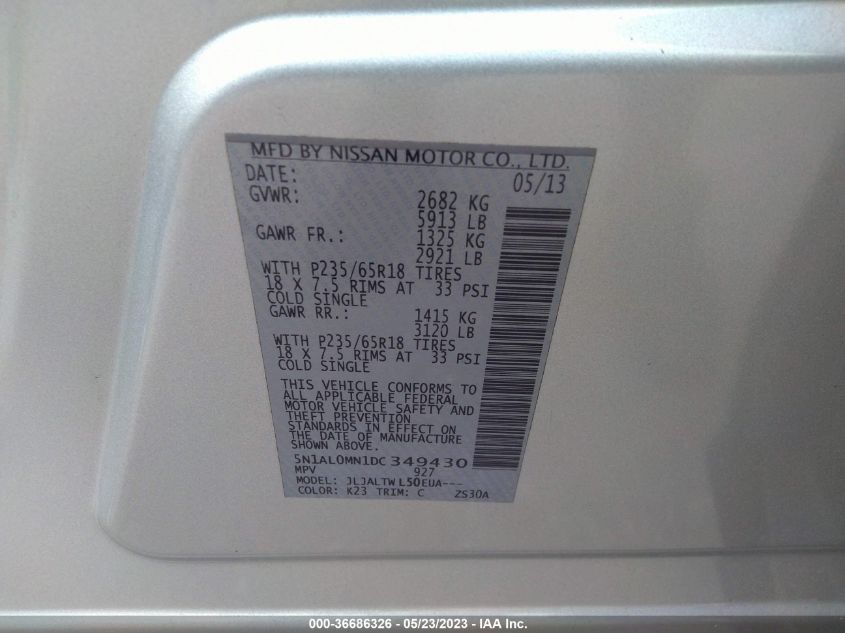 MFD BY NISSAN MOTOR CO., LTD.
DATE: 05/13
GVWR: 2682 KG
5913 LB
GAWR FR.: 1325 KG
2921 LB
WITH P235/65R18 TIRES
18 X 7.5 RIMS AT 33 PSI
COLD SINGLE
GAWR RR.: 1415 KG
3120 LB
WITH P235/65R18 TIRES
18 X 7.5 RIMS AT 33 PSI
COLD SINGLE
THIS VEHICLE CONFORMS TO
ALL APPLICABLE FEDERAL
MOTOR VEHICLE SAFETY AND
THEFT PREVENTION
STANDARDS IN EFFECT ON
THE DATE OF MANUFACTURE
SHOWN ABOVE.
5N1AL0MN1DC 349430
MPV 927
MODEL: JLJALTWL50EUA---
COLOR: K23 TRIM: C ZS30A
000-36686326 - 05/23/2023 - IAA Inc.